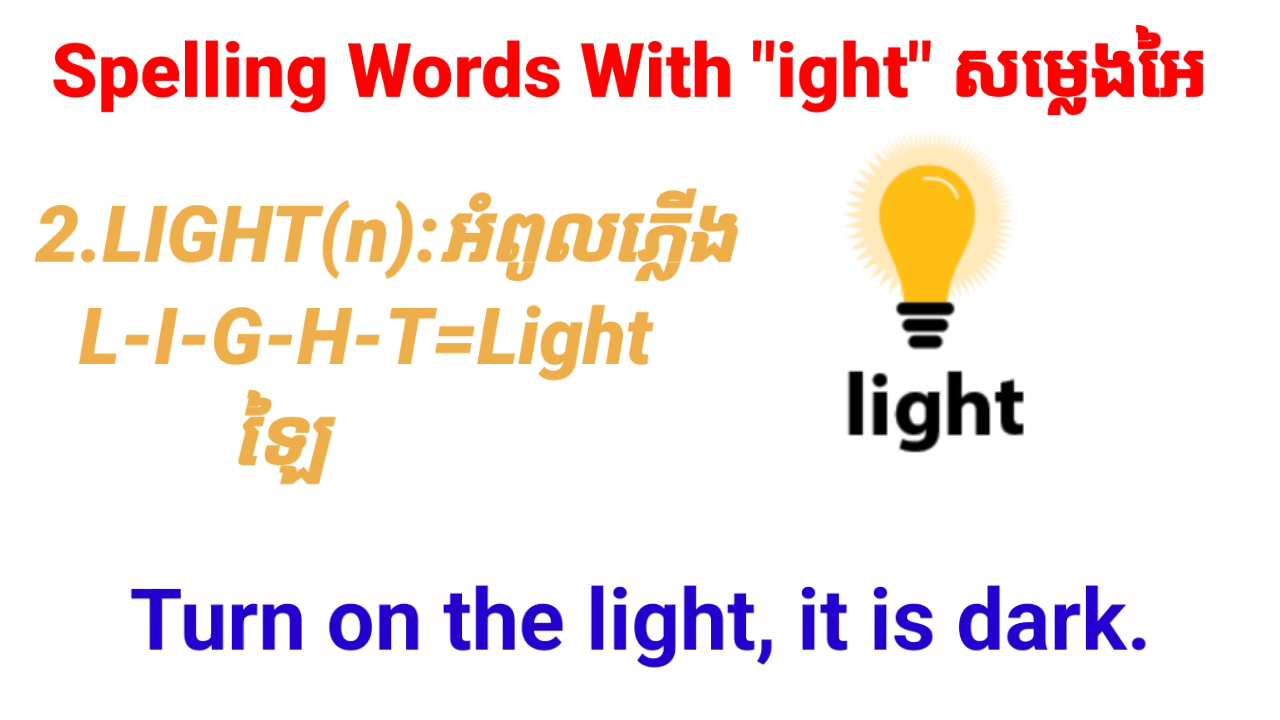 Spelling Words With "ight" សម្លេងអៃ
2.LIGHT(n):អំពូលភ្លើង
L-I-G-H-T=Light
ឡៃ
light
Turn on the light, it is dark.